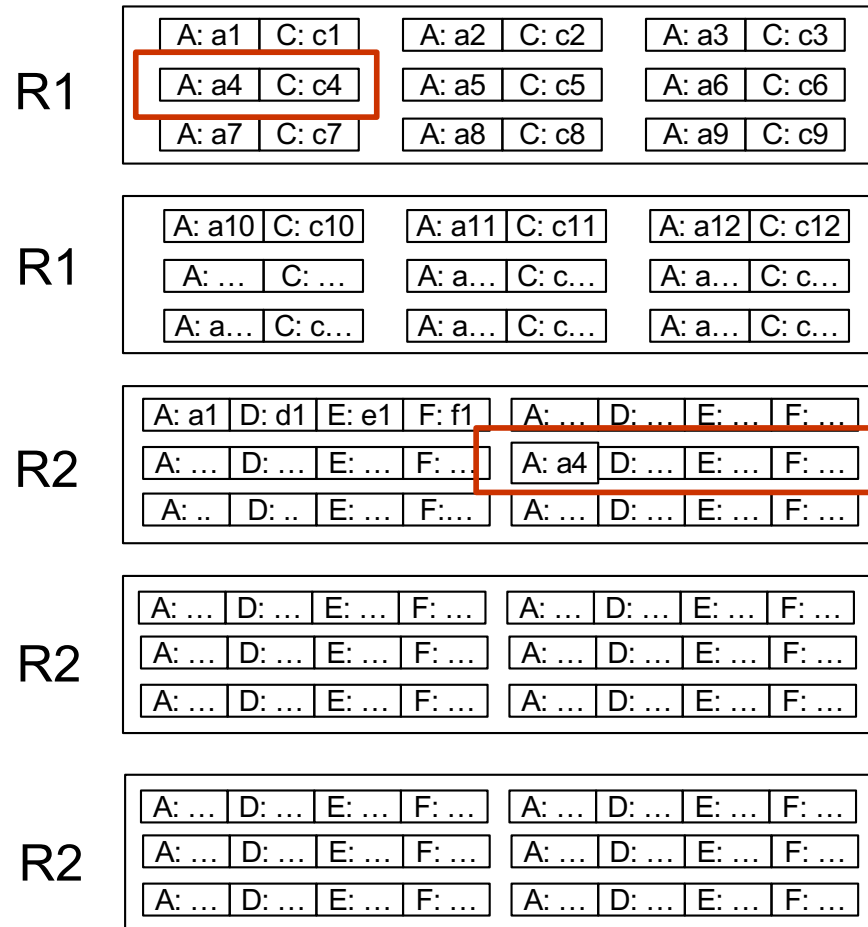 R1
A: a1 C: c1 A: a2 C: c2 A: a3 C: c3
A: a4 C: c4 A: a5 C: c5 A: a6 C: c6
A: a7 C: c7 A: a8 C: c8 A: a9 C: c9
R1
A: a10 C: c10 A: a11 C: c11 A: a12 C: c12
A: … C: … A: a… C: c… A: a… C: c…
A: a… C: c… A: a… C: c… A: a… C: c…
R2
A: a1 D: d1 E: e1 F: f1 A: … D: … E: … F: …
A: … D: … E: … F: … A: a4 D: … E: … F: …
A: .. D: .. E: … F:… A: … D: … E: … F: …
R2
A: … D: … E: … F: … A: … D: … E: … F: …
A: … D: … E: … F: … A: … D: … E: … F: …
A: … D: … E: … F: … A: … D: … E: … F: …
R2
A: … D: … E: … F: … A: … D: … E: … F: …
A: … D: … E: … F: … A: … D: … E: … F: …
A: … D: … E: … F: … A: … D: … E: … F: …